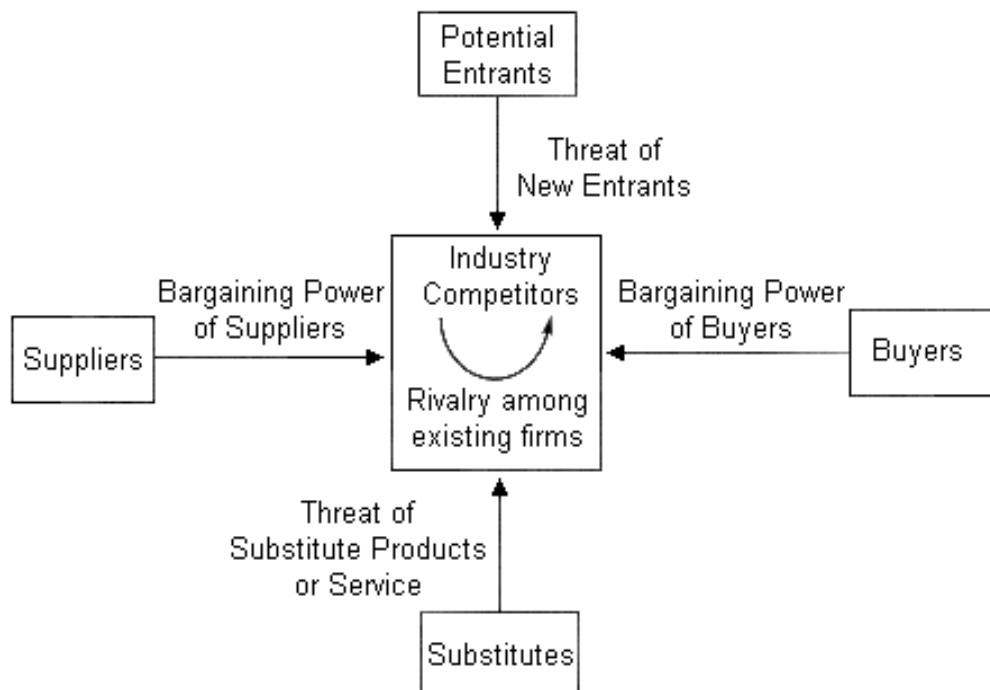 Potential
Entrants
Threat of
New Entrants
Industry
Competitors
Bargaining Power
of Suppliers
Bargaining Power
of Buyers
Suppliers
Buyers
Rivalry among
existing firms
Threat of
Substitute Products
or Service
Substitutes